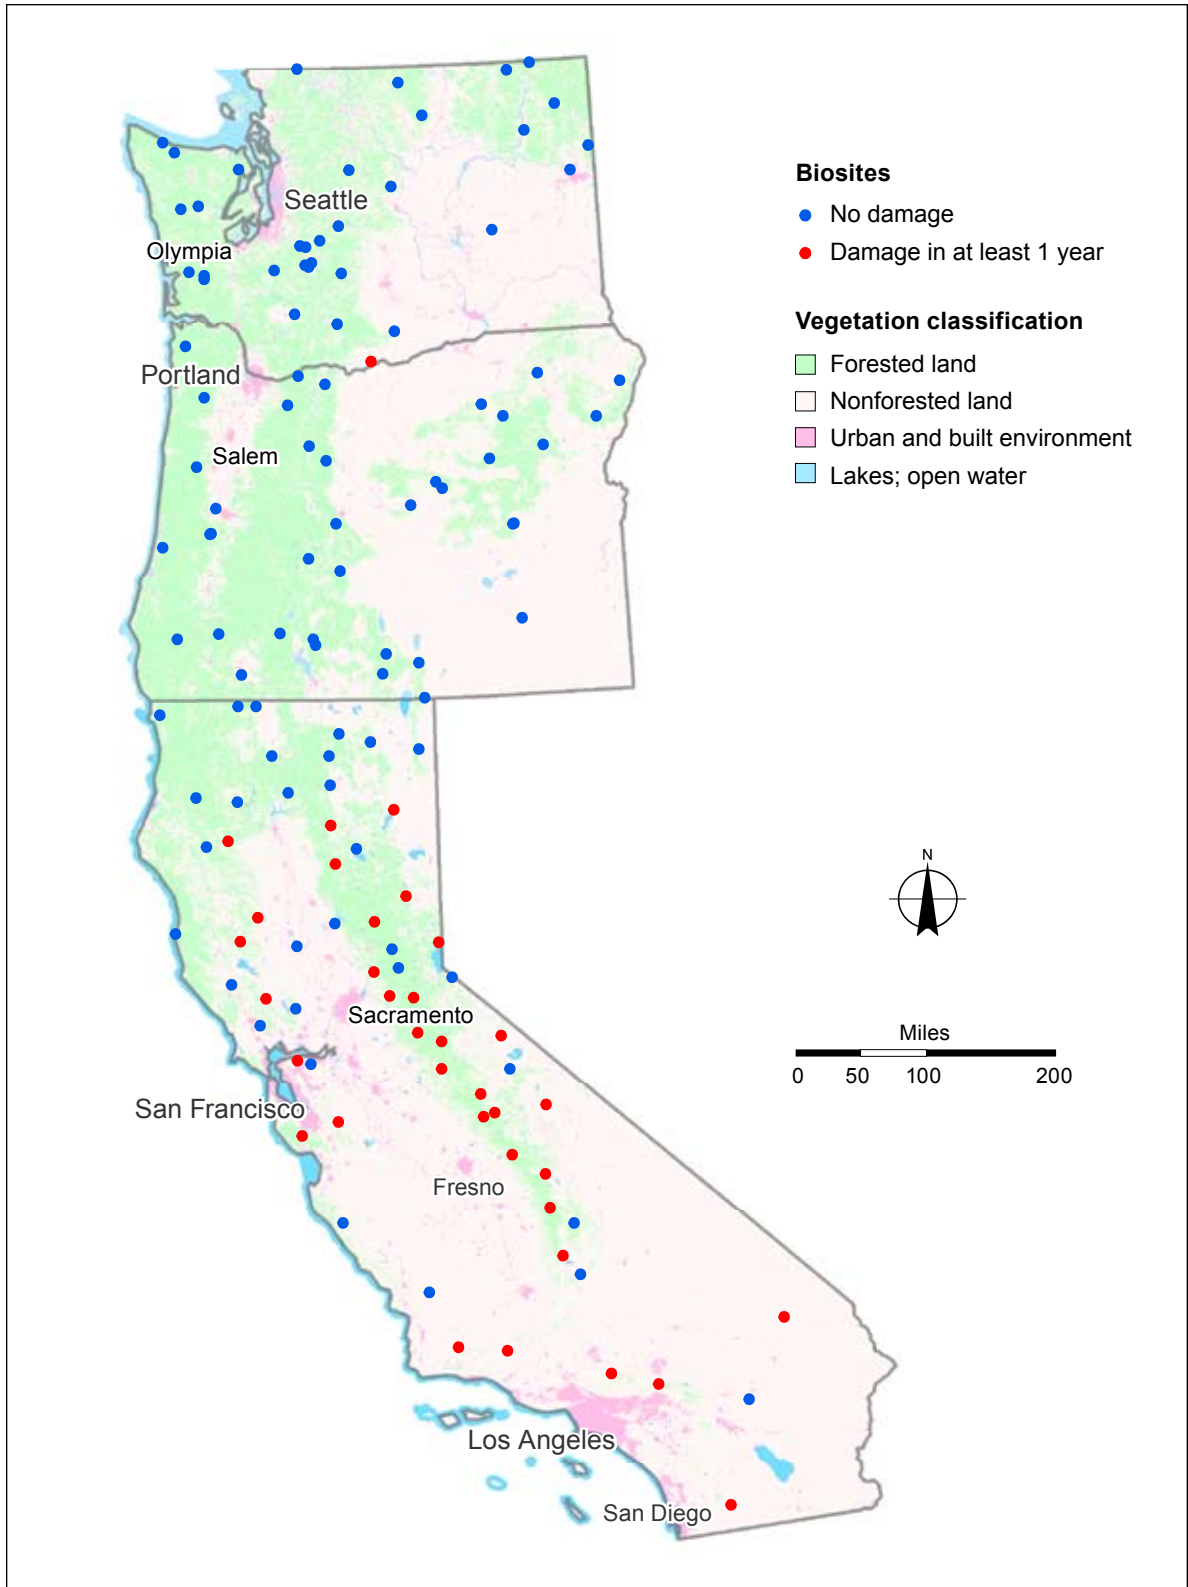 Seattle
Olympia
Portland
Salem
Sacramento
San Francisco
Fresno
Los Angeles
San Diego
Biosites
No damage
Damage in at least 1 year
Vegetation classification
Forested land
Nonforested land
Urban and built environment
Lakes; open water
N
Miles
0 50 100 200